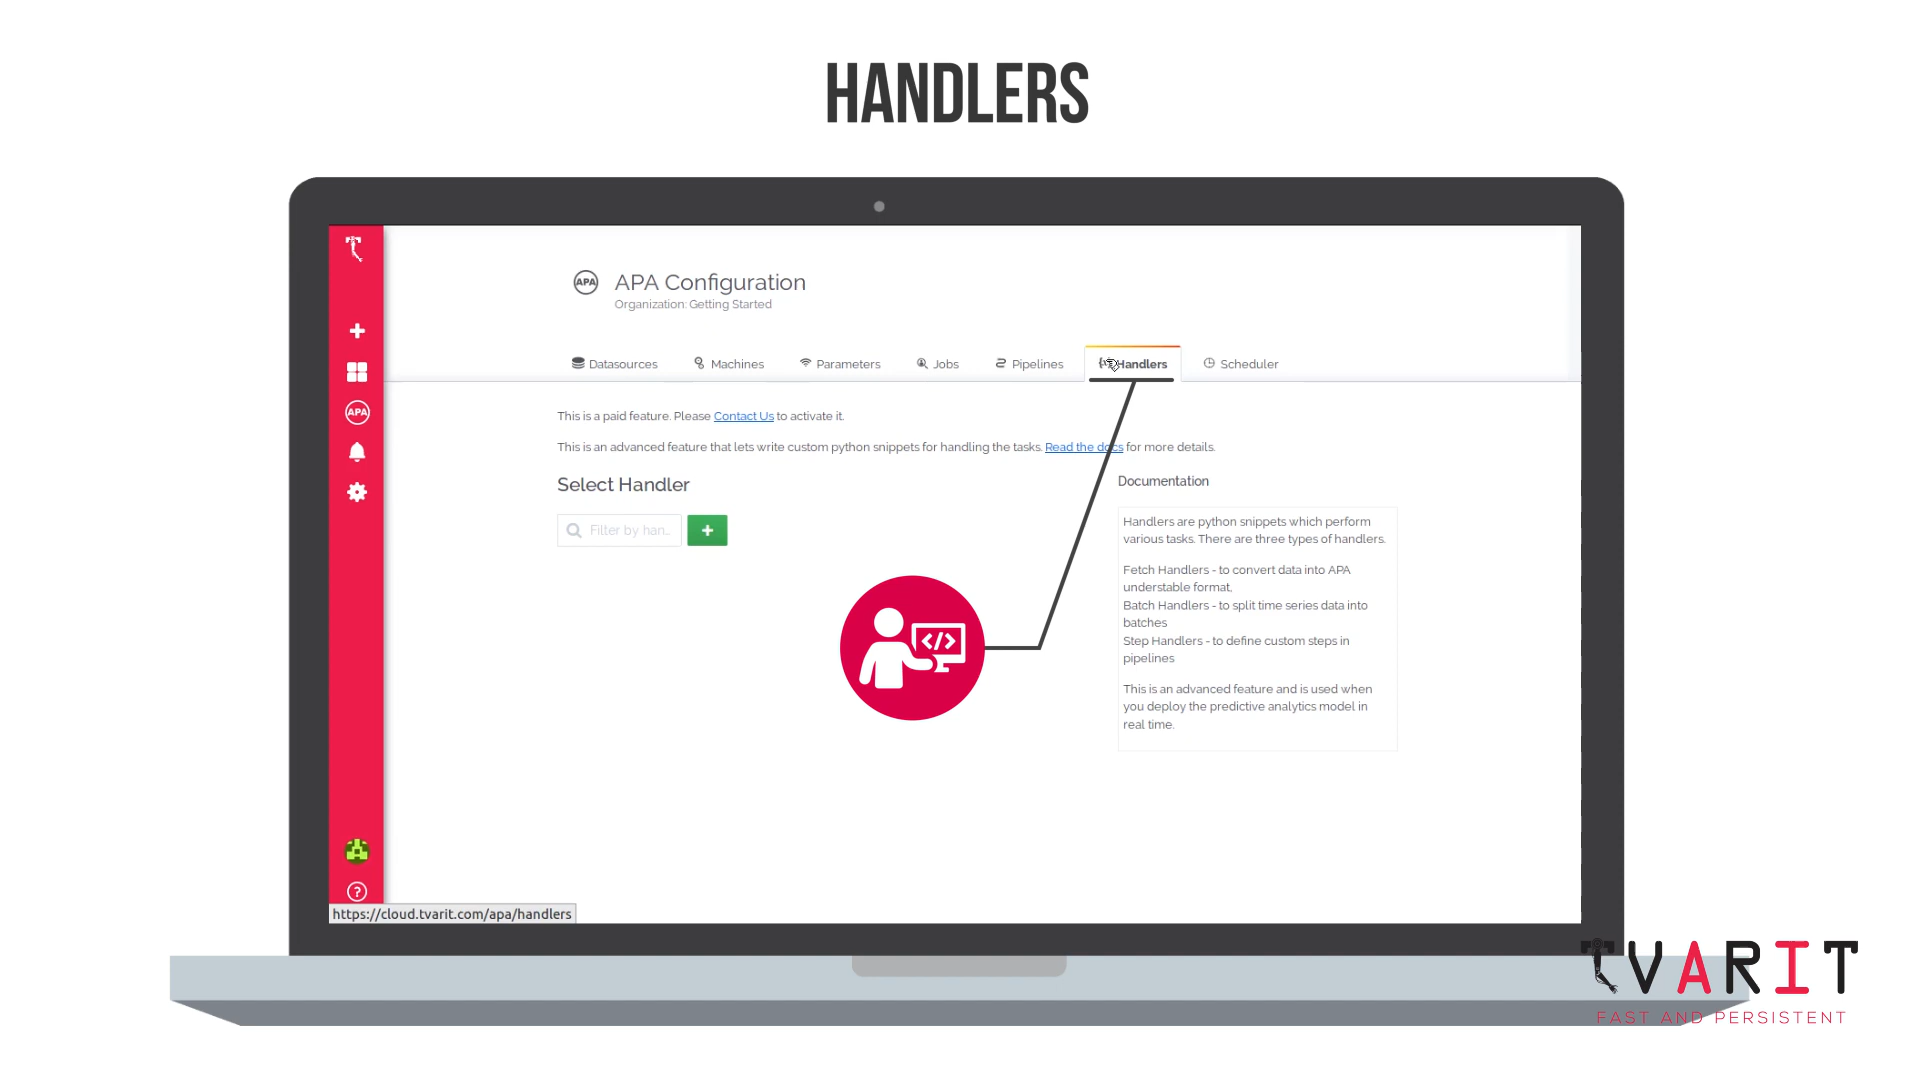 HANDLERS
APA
APA Configuration
Organization: Getting Started
Datasources
Machines
Parameters
Jobs
Pipelines
Handlers
Scheduler
APA
This is a paid feature. Please Contact Us to activate it.
This is an advanced feature that lets write custom python snippets for handling the tasks. Read the docs for more details.
Select Handler
Filter by han..
+
Documentation
Handlers are python snippets which perform
various tasks. There are three types of handlers.
Fetch Handlers - to convert data into APA
understable format,
Batch Handlers - to split time series data into
batches
Step Handlers - to define custom steps in
pipelines
This is an advanced feature and is used when
you deploy the predictive analytics model in
real time.
</>
?
https://cloud.tvarit.com/apa/handlers
TVARIT
FAST AND PERSISTENT